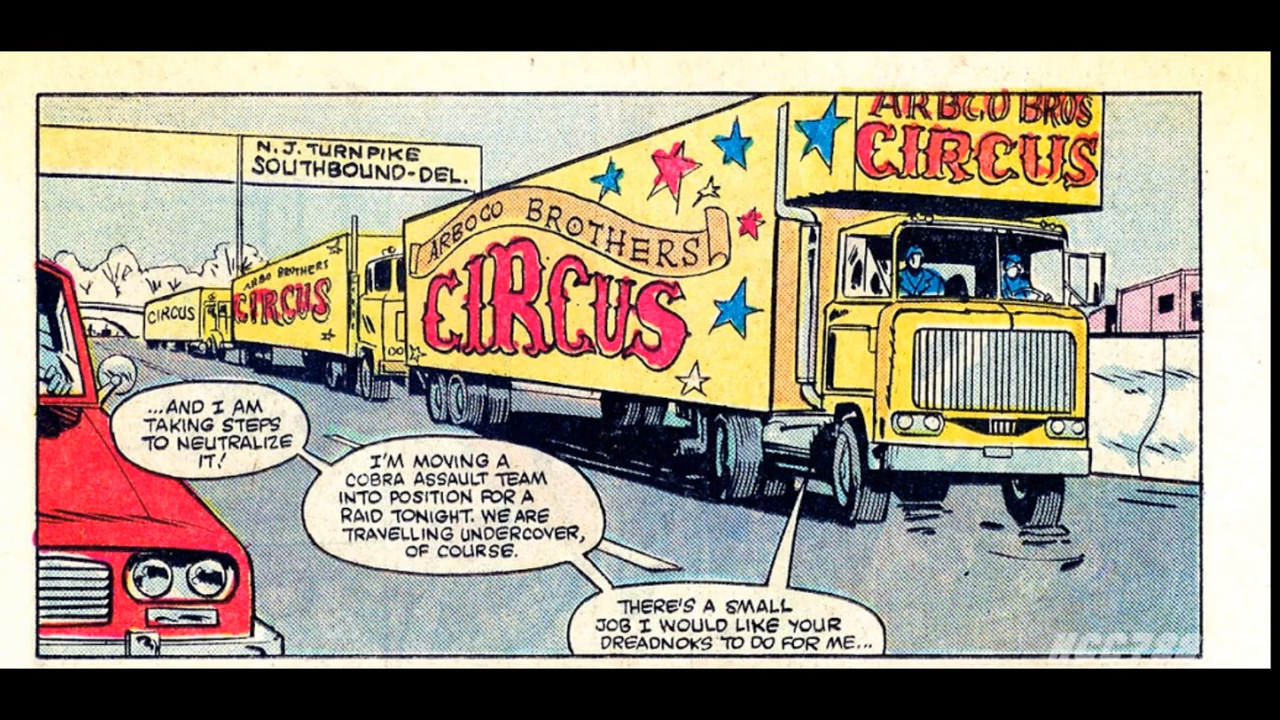 N.J. TURNPIKE
SOUTHBOUND-DEL.
ARBCO BROS
CIRCUS
ARBOCO BROTHERS
CIRCUS
ARBO BROTHERS
CIRCUS
CIRCUS
...AND I AM
TAKING STEPS
TO NEUTRALIZE
IT!
I'M MOVING A
COBRA ASSAULT TEAM
INTO POSITION FOR A
RAID TONIGHT. WE ARE
TRAVELLING UNDERCOVER,
OF COURSE.
THERE'S A SMALL
JOB I WOULD LIKE YOUR
DREADNOKS TO DO FOR ME...
HCC788